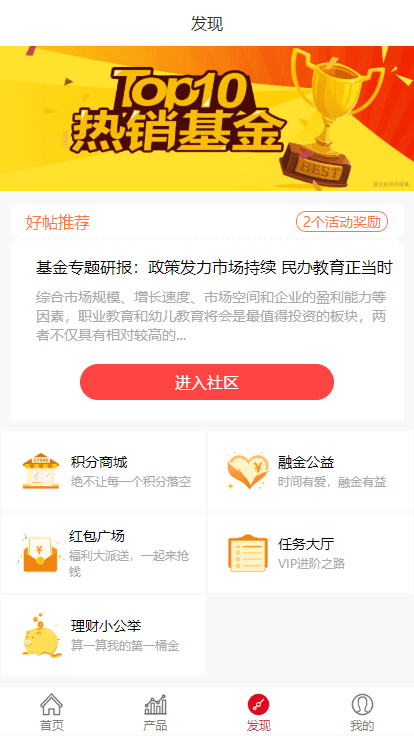 发现
Top10
热销基金
BEST
好帖推荐
2个活动奖励
基金专题研报：政策发力市场持续 民办教育正当时
综合市场规模、增长速度、市场空间和企业的盈利能力等
因素，职业教育和幼儿教育将会是最值得投资的板块，两
者不仅具有相对较高的...
进入社区
积分商城
绝不让每一个积分落空
融金公益
时间有爱，融金有益
红包广场
福利大派送，一起来抢
钱
任务大厅
VIP进阶之路
理财小公举
算一算我的第一桶金
首页
产品
发现
我的